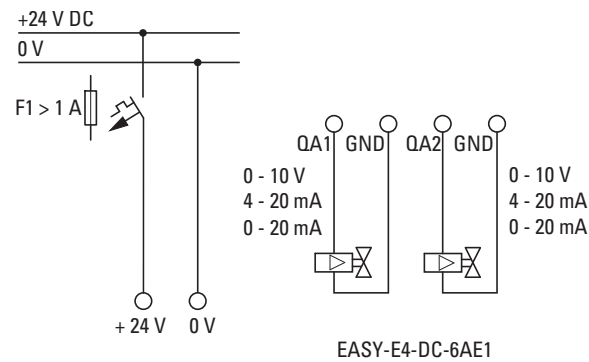 +24 V DC
0 V
F1 > 1 A
QA1 GND QA2 GND
0 - 10 V
4 - 20 mA
0 - 20 mA
0 - 10 V
4 - 20 mA
0 - 20 mA
+ 24 V 0 V
EASY-E4-DC-6AE1